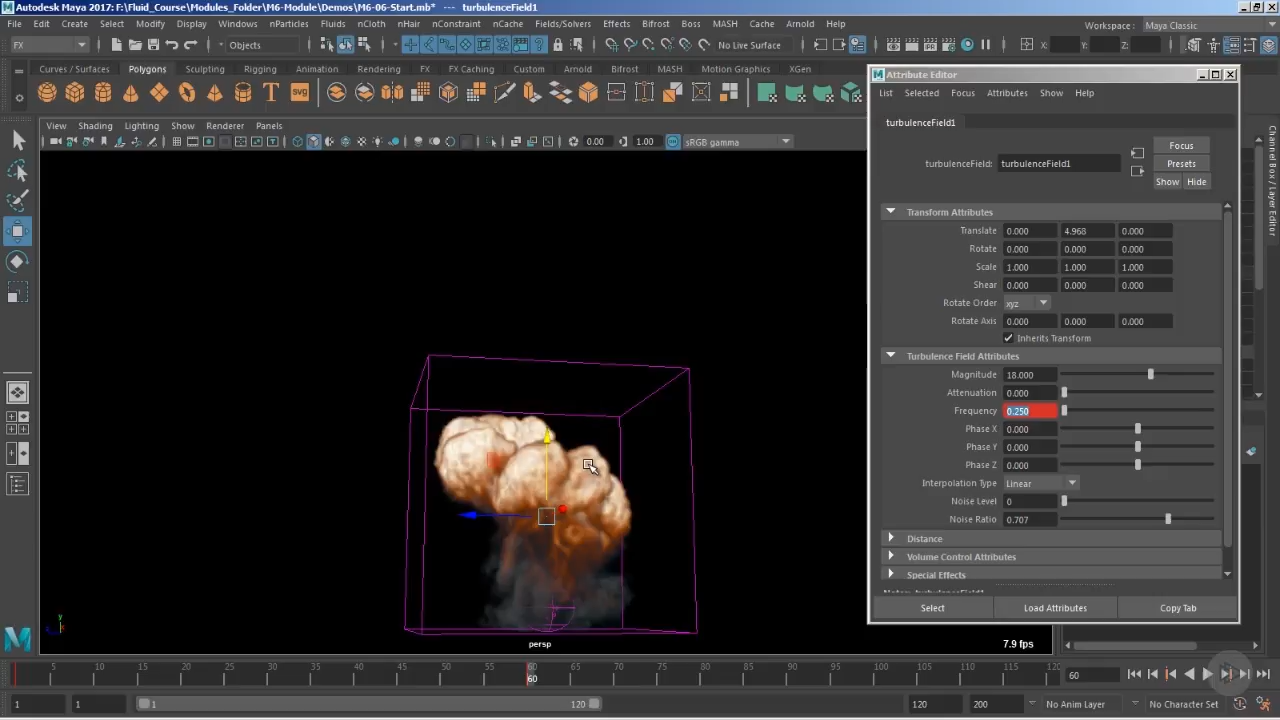 Autodesk Maya 2017: F:\Fluid_Course\Modules_Folder\M6-Module\Demos\M6-06-Start.mb* --- turbulenceField1
File Edit Create Select Modify Display Windows nParticles Fluids nCloth nHair nConstraint nCache Fields/Solvers Effects Bifrost Boss MASH Cache Arnold Help
Workspace : Maya Classic
FX Objects No Live Surface X: Y: Z:
Curves / Surfaces Polygons Sculpting Rigging Animation Rendering FX FX Caching Custom Arnold Bifrost MASH Motion Graphics XGen
SVG
View Shading Lighting Show Renderer Panels
0.00 1.00 sRGB gamma
Attribute Editor
List Selected Focus Attributes Show Help
turbulenceField1
Focus
turbulenceField: turbulenceField1 Presets
Show Hide
Transform Attributes
Translate 0.000 4.968 0.000
Rotate 0.000 0.000 0.000
Scale 1.000 1.000 1.000
Shear 0.000 0.000 0.000
Rotate Order xyz
Rotate Axis 0.000 0.000 0.000
Inherits Transform
Turbulence Field Attributes
Magnitude 18.000
Attenuation 0.000
Frequency 0.250
Phase X 0.000
Phase Y 0.000
Phase Z 0.000
Interpolation Type Linear
Noise Level 0
Noise Ratio 0.707
Distance
Volume Control Attributes
Special Effects
Notes: turbulenceField1
Select Load Attributes Copy Tab
Channel Box / Layer Editor
y
persp
7.9 fps
5 10 15 20 25 30 35 40 45 50 55 60 65 70 75 80 85 90 95 100 105 110 115 120
60
60
1 1 1 120 120 200 No Anim Layer No Character Set